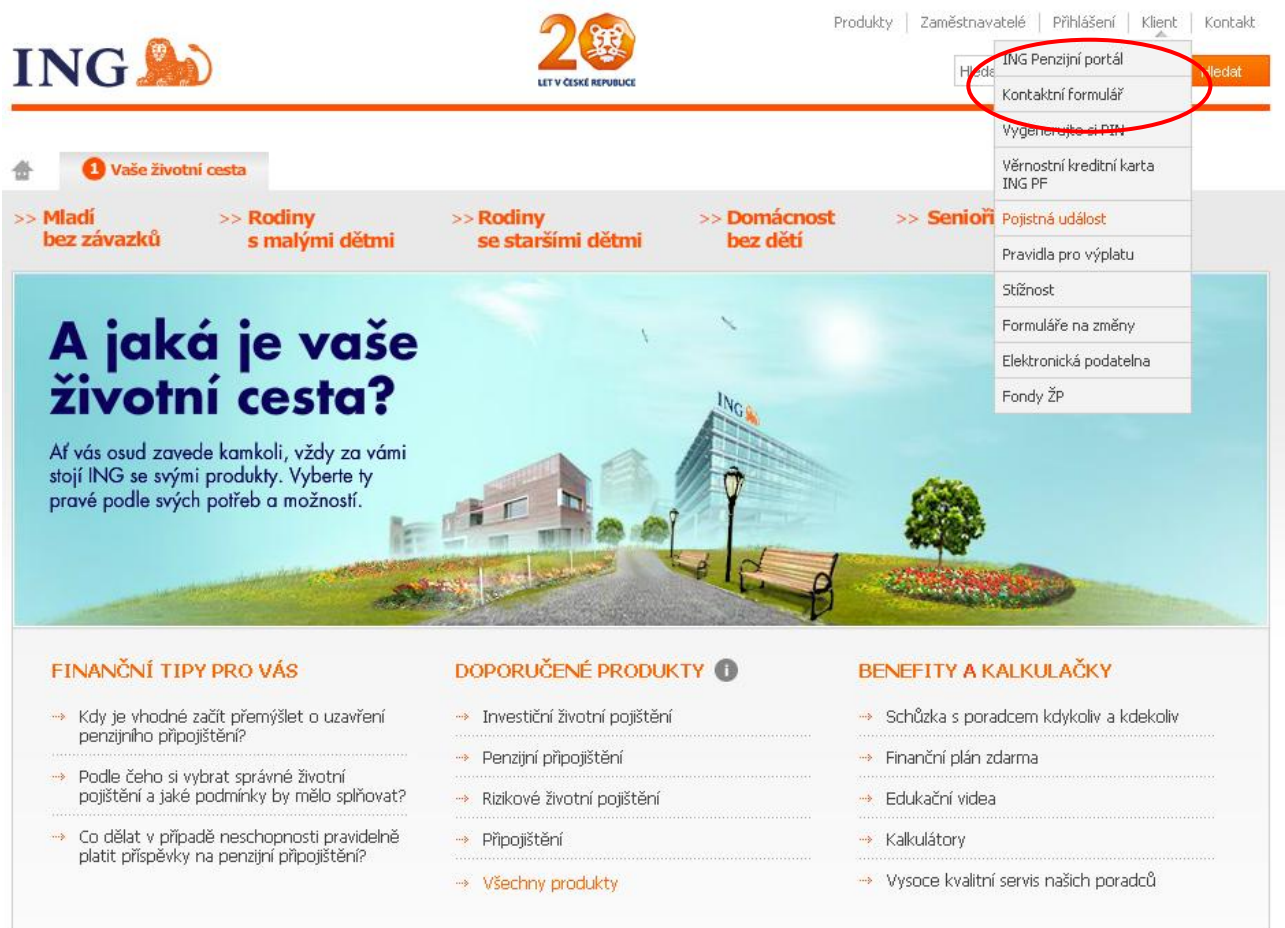 Produkty | Zaměstnavatelé | Přihlášení | Klient | Kontakt
ING
20
LET V ČESKÉ REPUBLICE
Hledat
ING Penzijní portál
Kontaktní formulář
Vygenerujte si PIN
Věrnostní kreditní karta
ING PF
Pojistná událost
Pravidla pro výplatu
Stížnost
Formuláře na změny
Elektronická podatelna
Fondy ŽP
1 Vaše životní cesta
>> Mladí
bez závazků
>> Rodiny
s malými dětmi
>> Rodiny
se staršími dětmi
>> Domácnost
bez dětí
>> Senioři
A jaká je vaše
životní cesta?
Ať vás osud zavede kamkoli, vždy za vámi
stojí ING se svými produkty. Vyberte ty
pravé podle svých potřeb a možností.
ING
FINANČNÍ TIPY PRO VÁS
Kdy je vhodné začít přemýšlet o uzavření
penzijního připojištění?
Podle čeho si vybrat správné životní
pojištění a jaké podmínky by mělo splňovat?
Co dělat v případě neschopnosti pravidelně
platit příspěvky na penzijní připojištění?
DOPORUČENÉ PRODUKTY i
Investiční životní pojištění
Penzijní připojištění
Rizikové životní pojištění
Připojištění
Všechny produkty
BENEFITY A KALKULAČKY
Schůzka s poradcem kdykoliv a kdekoliv
Finanční plán zdarma
Edukační videa
Kalkulátory
Vysoce kvalitní servis našich poradců